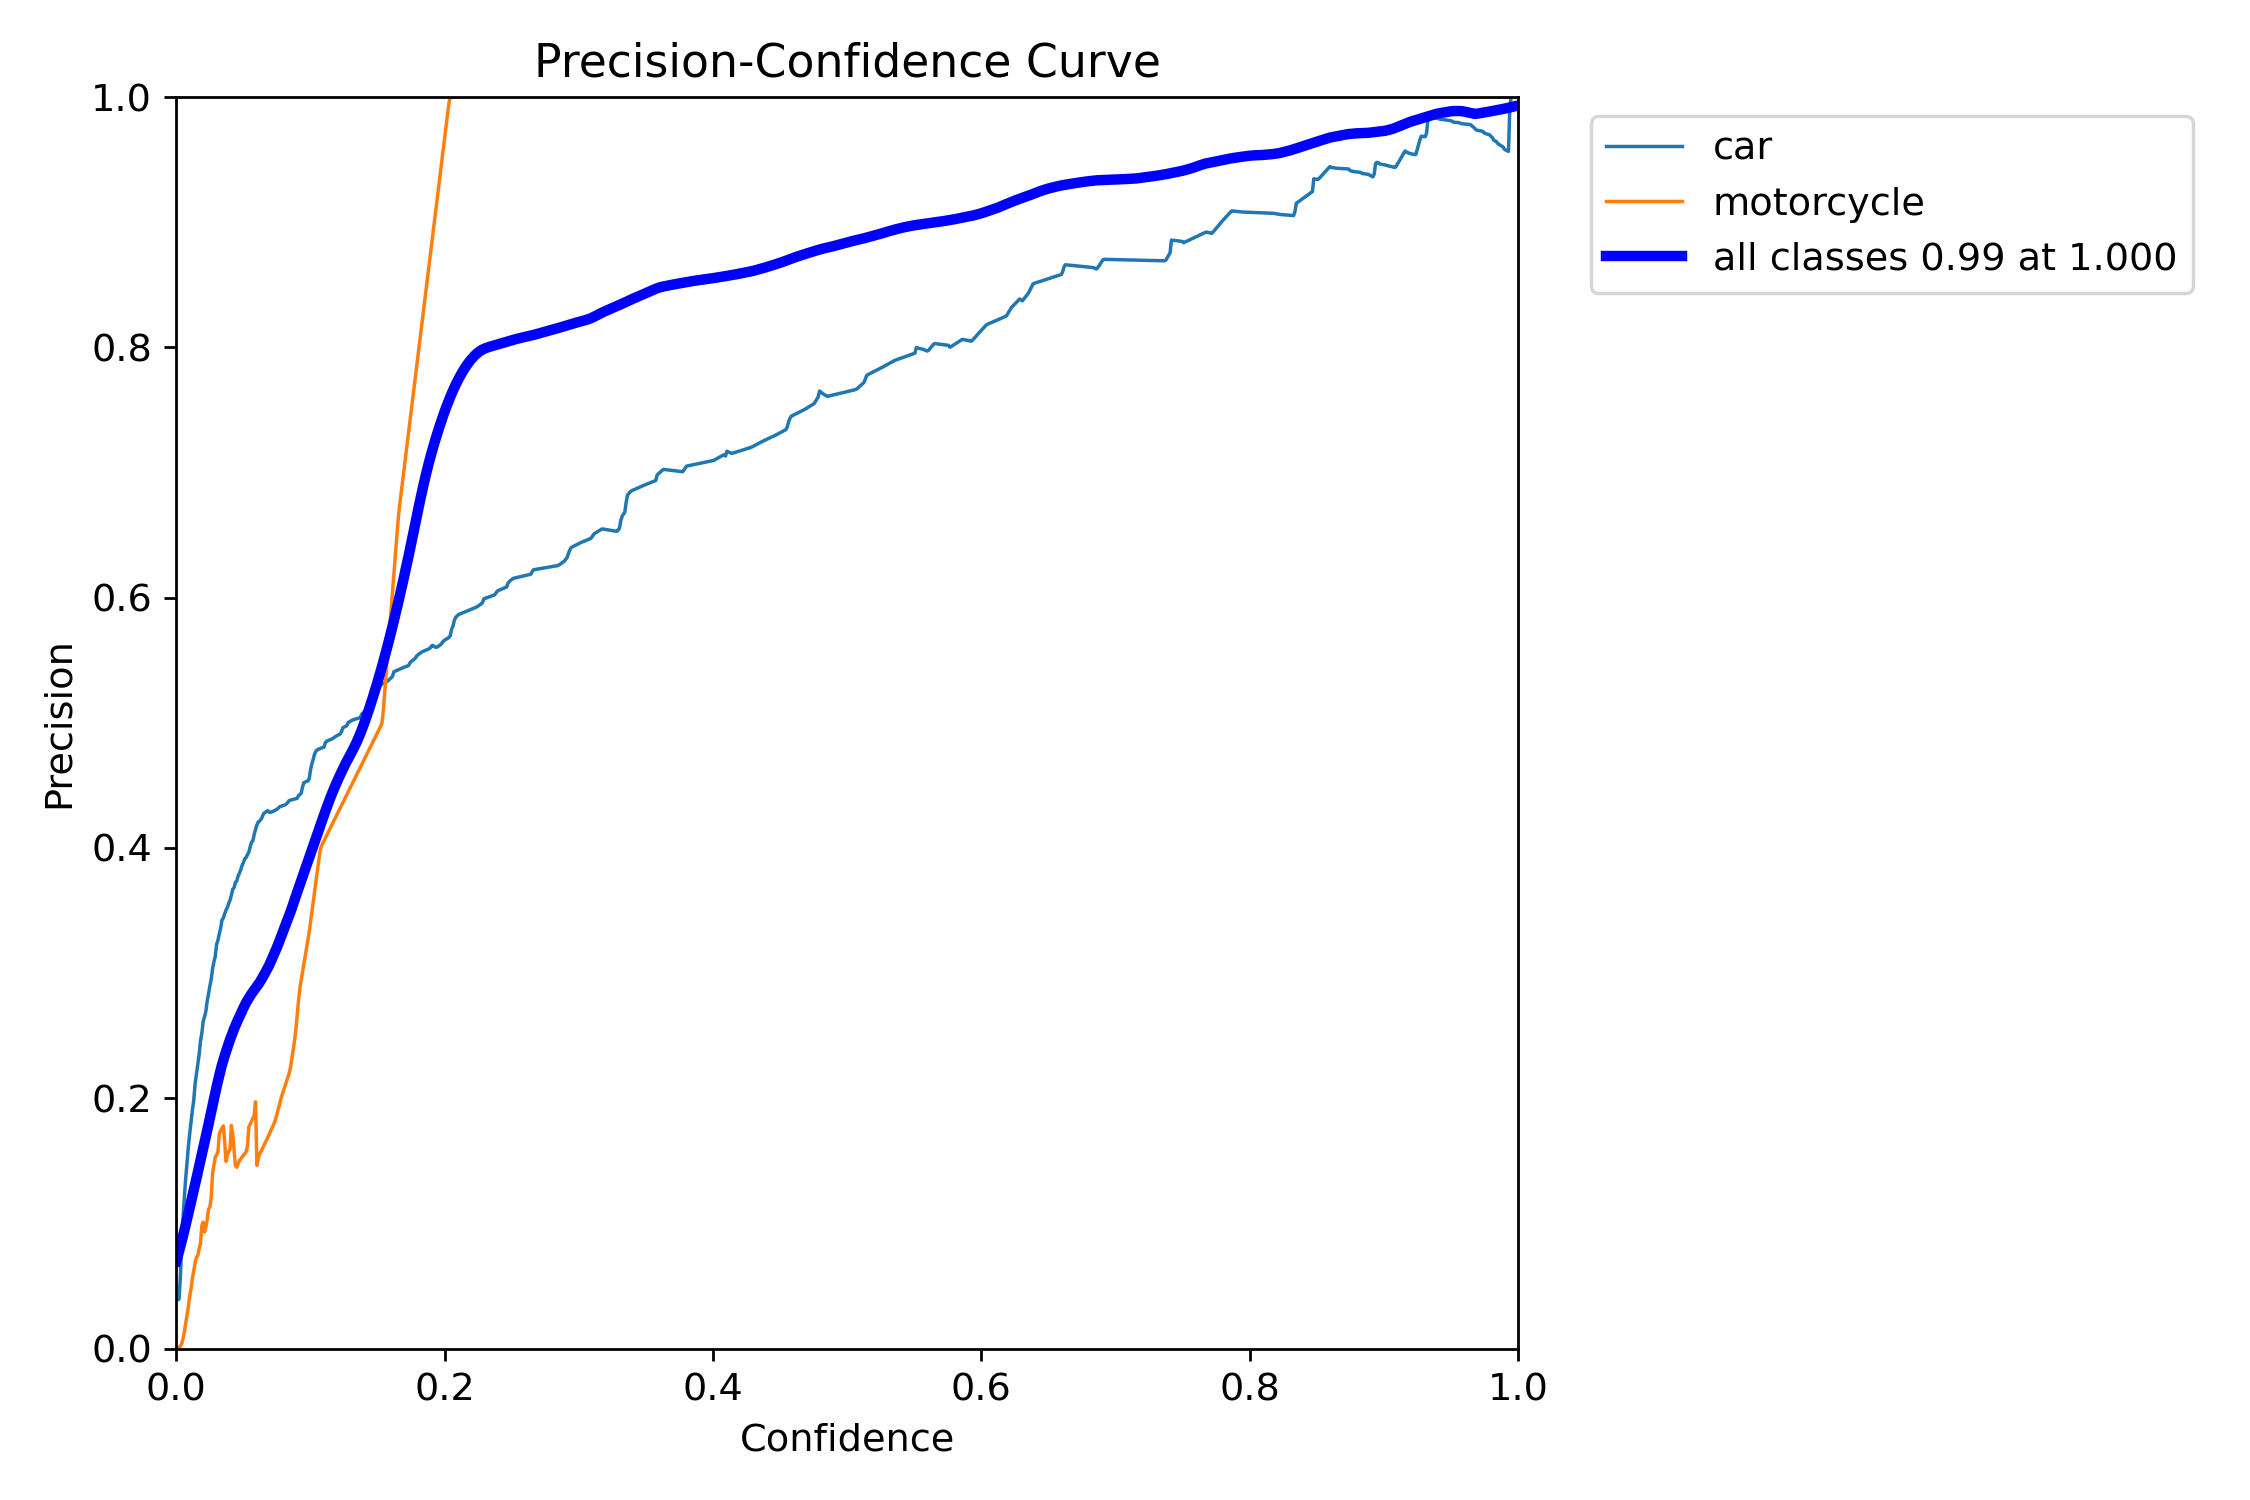 Precision-Confidence Curve
1.0
0.8
0.6
0.4
0.2
0.0
Precision
0.0 0.2 0.4 0.6 0.8 1.0
Confidence
car
motorcycle
all classes 0.99 at 1.000